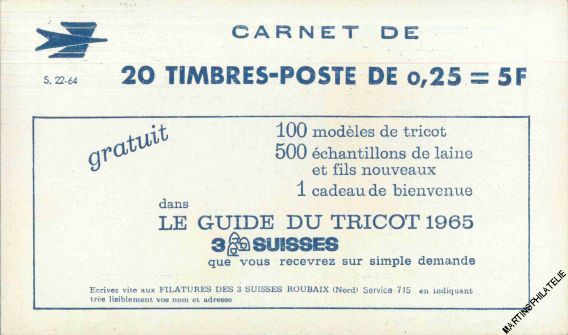 CARNET DE
S. 22-64
20 TIMBRES-POSTE DE 0,25 = 5F
gratuit
100 modèles de tricot
500 échantillons de laine
et fils nouveaux
1 cadeau de bienvenue
dans
LE GUIDE DU TRICOT 1965
3 SUISSES
que vous recevrez sur simple demande
Ecrivez vite aux FILATURES DES 3 SUISSES ROUBAIX (Nord) Service 715 en indiquant
très lisiblement vos nom et adresse
MARTINSPHILATELIE